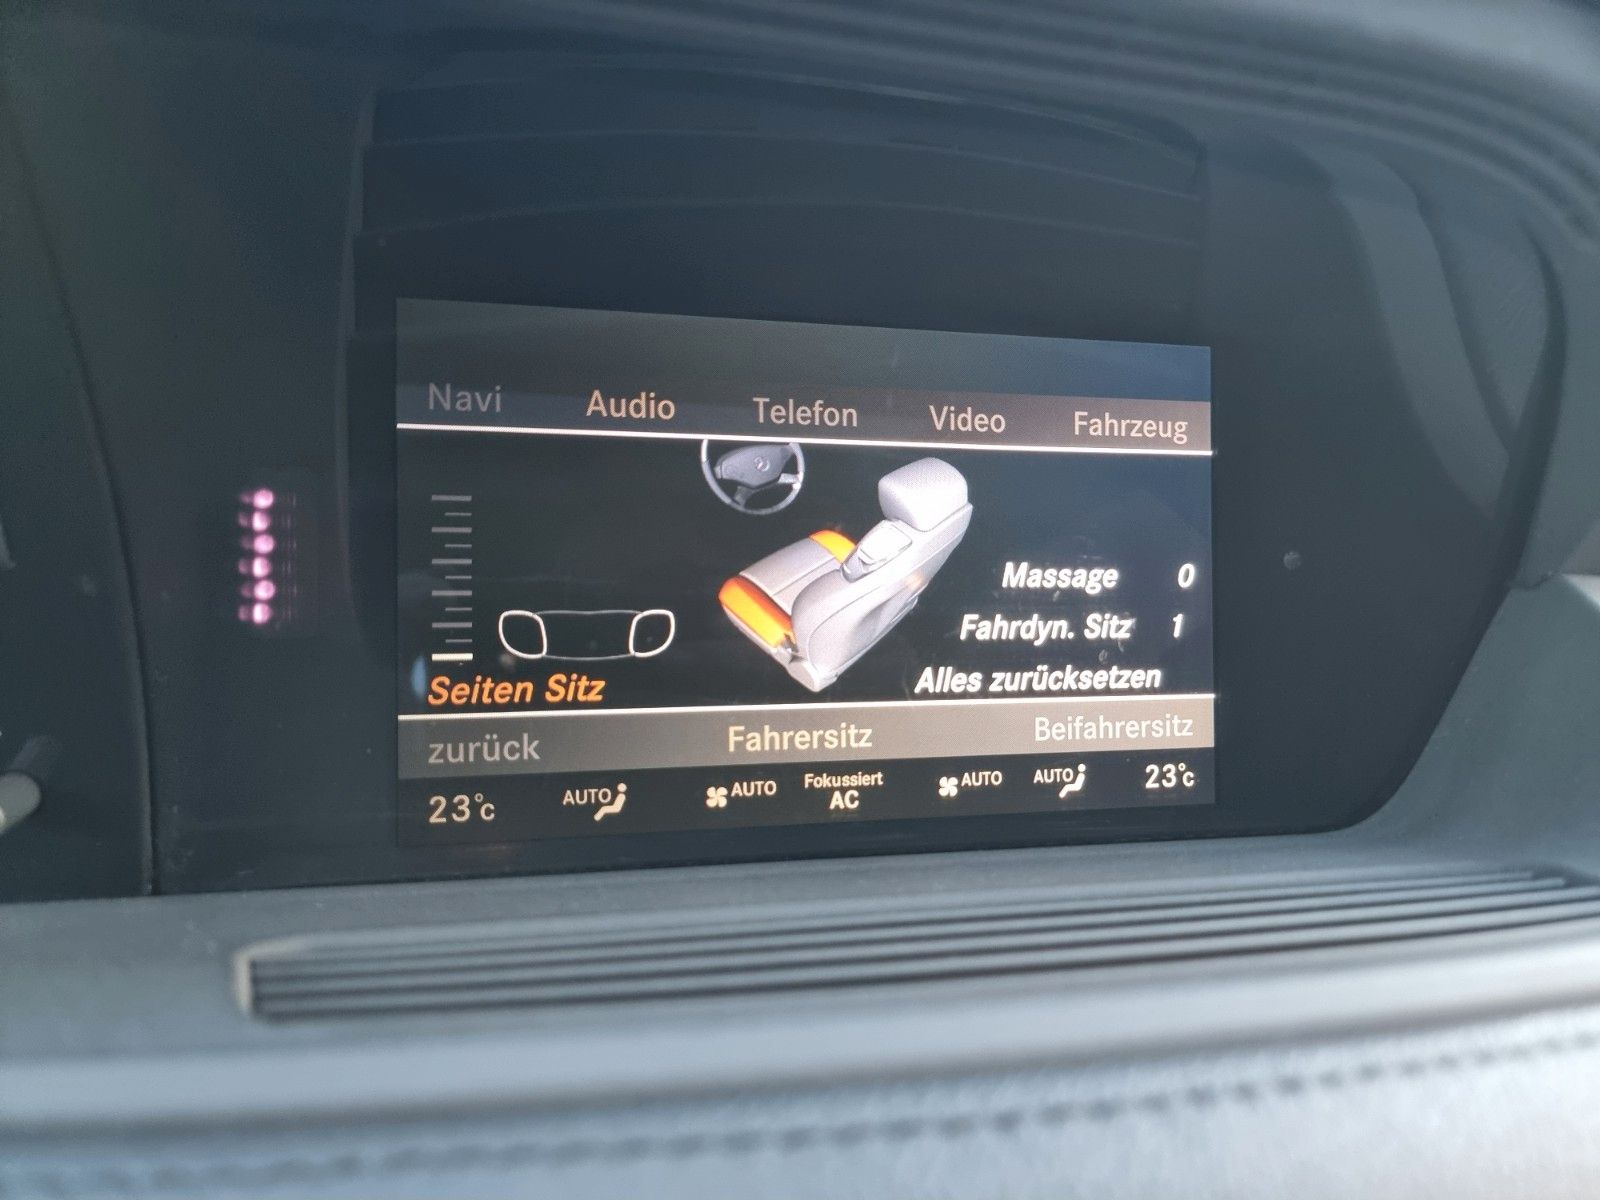 Navi Audio Telefon Video Fahrzeug
Massage 0
Fahrdyn. Sitz 1
Alles zurücksetzen
Seiten Sitz
zurück Fahrersitz Beifahrersitz
23°c AUTO AUTO Fokussiert AC AUTO AUTO 23°c